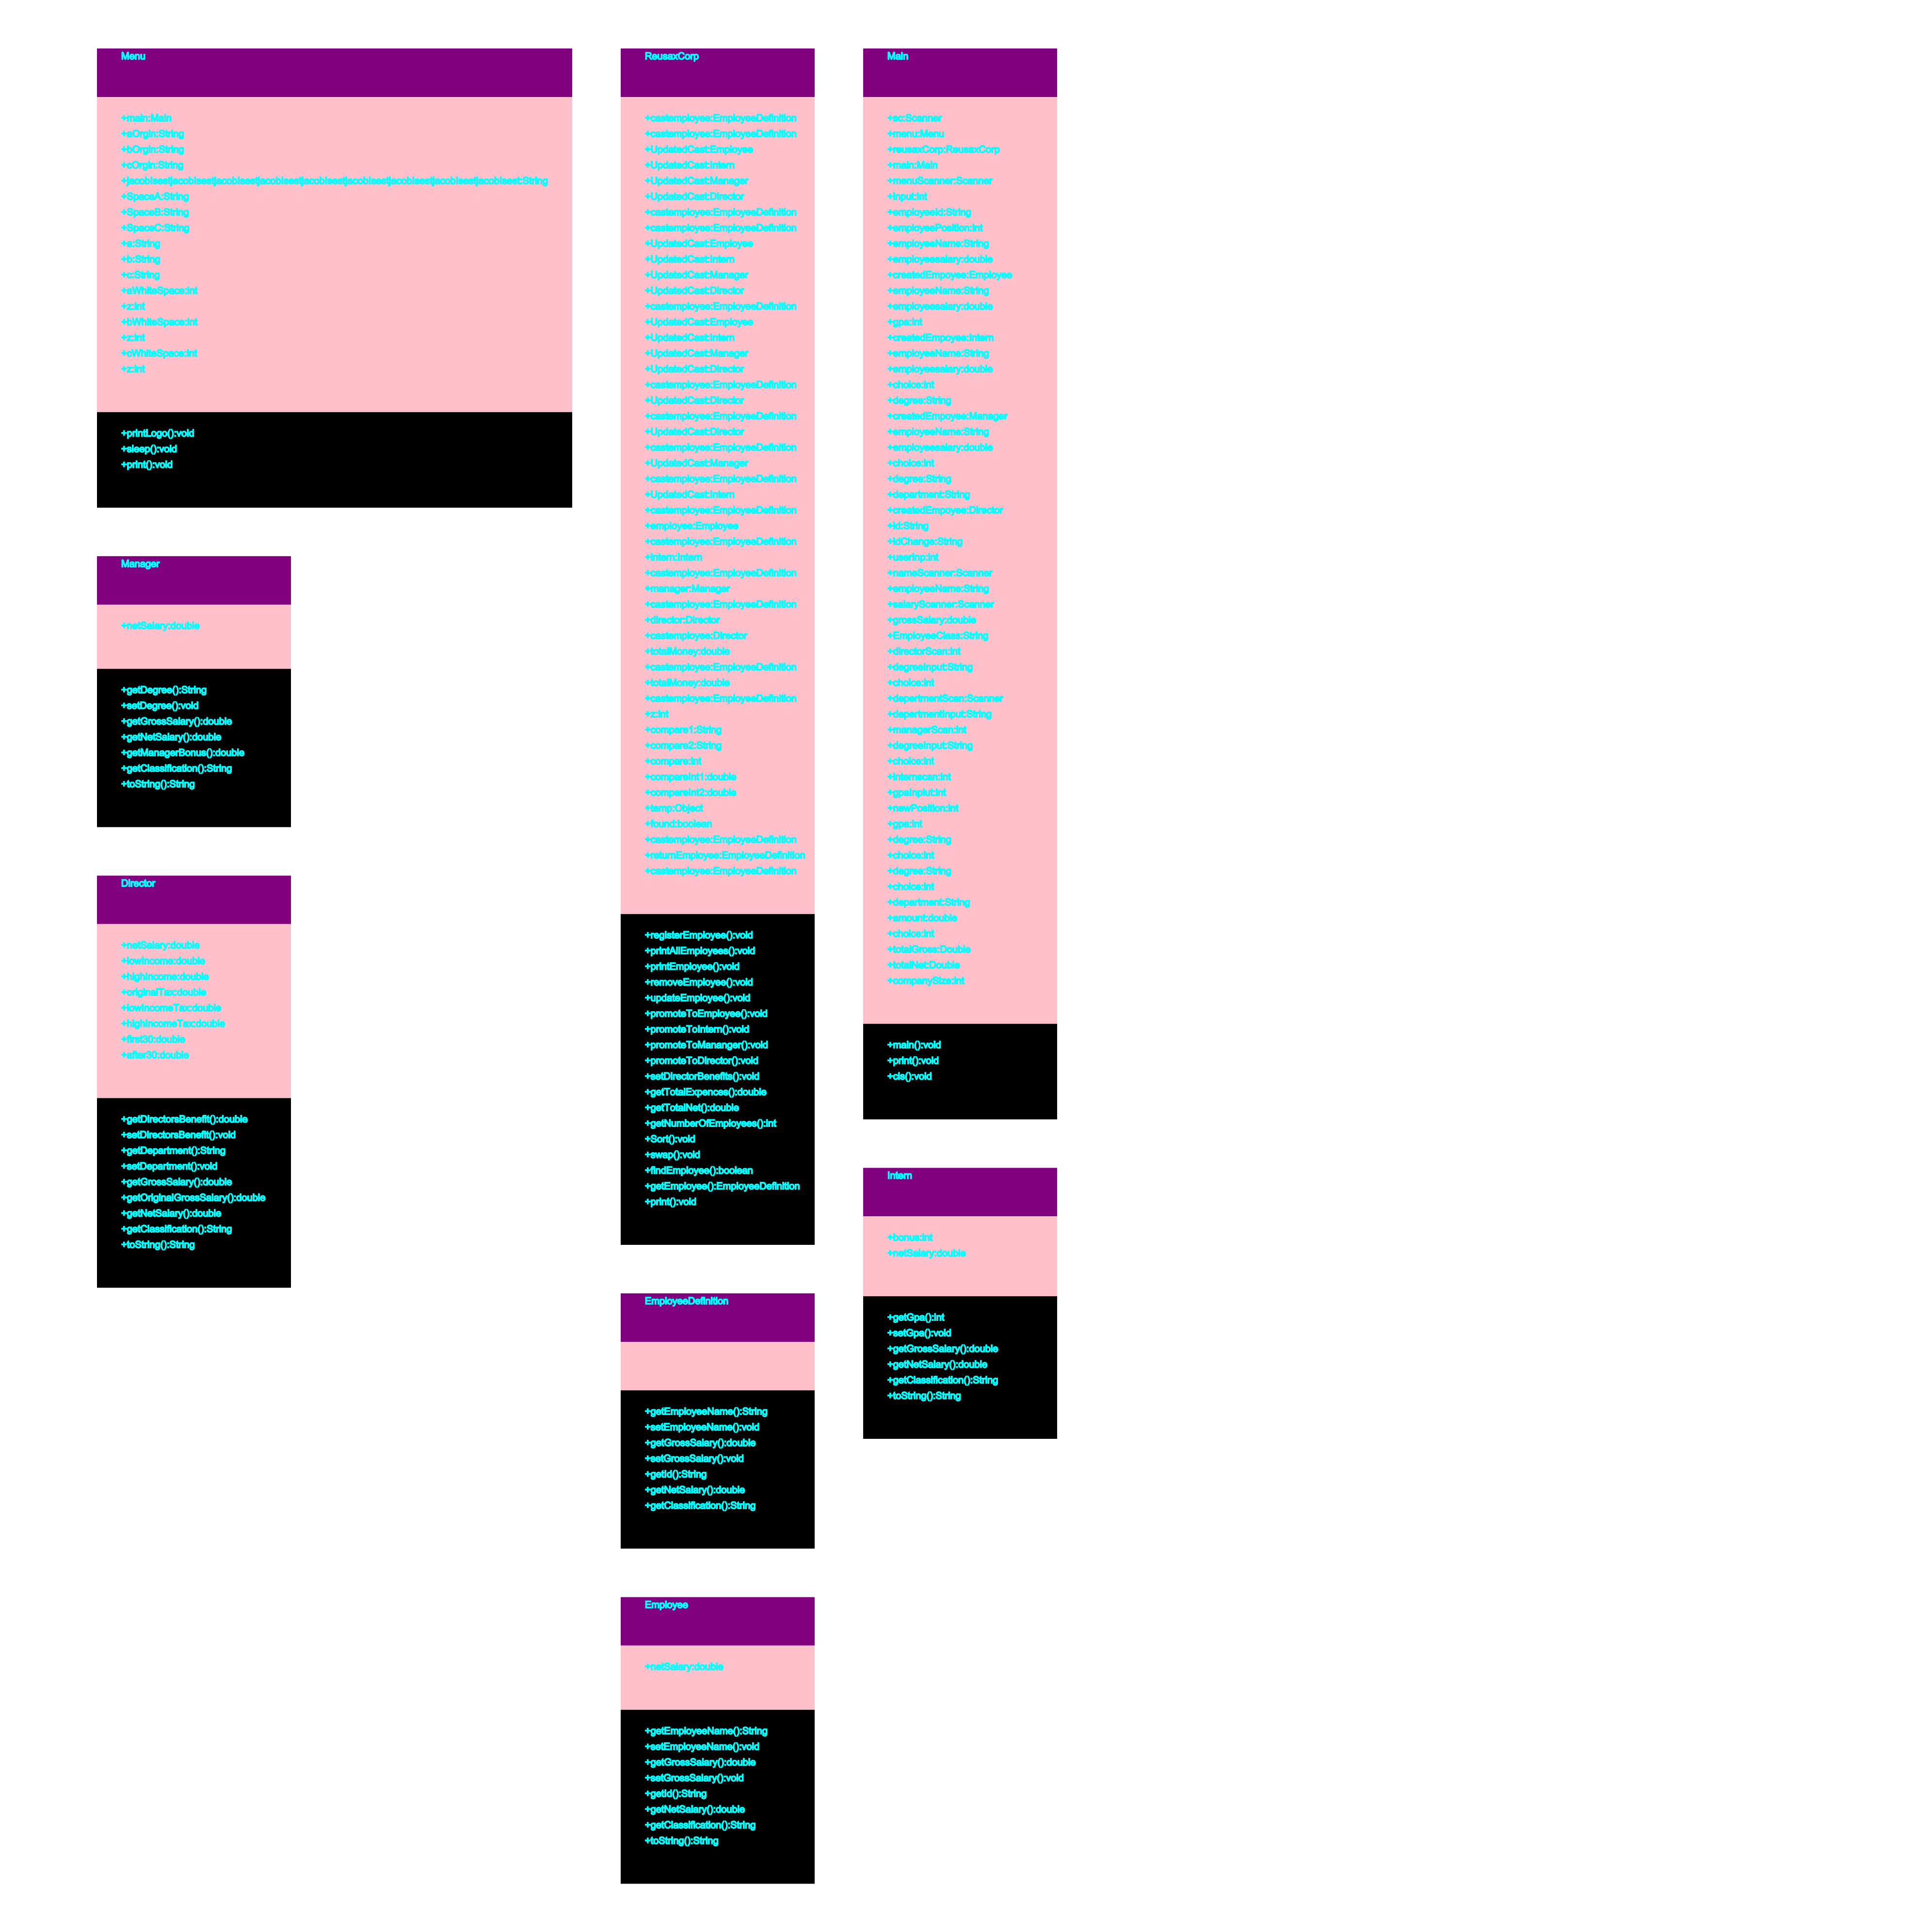 Menu
+main:Main
+aOrgin:String
+bOrgin:String
+cOrgin:String
+SpaceA:String
+SpaceB:String
+SpaceC:String
+a:String
+b:String
+c:String
+aWhiteSpace:int
+z:int
+bWhiteSpace:int
+z:int
+cWhiteSpace:int
+z:int
+printLogo():void
+sleep():void
+print():void
Manager
+netSalary:double
+getDegree():String
+setDegree():void
+getGrossSalary():double
+getNetSalary():double
+getManagerBonus():double
+getClassification():String
+toString():String
Director
+netSalary:double
+lowIncome:double
+highIncome:double
+originalTax:double
+lowIncomeTax:double
+highIncomeTax:double
+first30:double
+after30:double
+getDirectorsBenefit():double
+setDirectorsBenefit():void
+getDepartment():String
+setDepartment():void
+getGrossSalary():double
+getOriginalGrossSalary():double
+getNetSalary():double
+getClassification():String
+toString():String
ReusaxCorp
+castemployee:EmployeeDefinition
+castemployee:EmployeeDefinition
+UpdatedCast:Employee
+UpdatedCast:Intern
+UpdatedCast:Manager
+UpdatedCast:Director
+castemployee:EmployeeDefinition
+castemployee:EmployeeDefinition
+UpdatedCast:Employee
+UpdatedCast:Intern
+UpdatedCast:Manager
+UpdatedCast:Director
+castemployee:EmployeeDefinition
+UpdatedCast:Employee
+UpdatedCast:Intern
+UpdatedCast:Manager
+UpdatedCast:Director
+castemployee:EmployeeDefinition
+UpdatedCast:Director
+castemployee:EmployeeDefinition
+UpdatedCast:Director
+castemployee:EmployeeDefinition
+UpdatedCast:Manager
+castemployee:EmployeeDefinition
+UpdatedCast:Intern
+castemployee:EmployeeDefinition
+employee:Employee
+castemployee:EmployeeDefinition
+intern:Intern
+castemployee:EmployeeDefinition
+manager:Manager
+castemployee:EmployeeDefinition
+director:Director
+castemployee:Director
+totalMoney:double
+castemployee:EmployeeDefinition
+totalMoney:double
+castemployee:EmployeeDefinition
+z:int
+compare1:String
+compare2:String
+compare:int
+compareInt1:double
+compareInt2:double
+temp:Object
+found:boolean
+castemployee:EmployeeDefinition
+returnEmployee:EmployeeDefinition
+castemployee:EmployeeDefinition
+registerEmployee():void
+printAllEmployees():void
+printEmployee():void
+removeEmployee():void
+updateEmployee():void
+promoteToEmployee():void
+promoteToIntern():void
+promoteToMananger():void
+promoteToDirector():void
+setDirectorBenefits():void
+getTotalExpences():double
+getTotalNet():double
+getNumberOfEmployees():int
+Sort():void
+swap():void
+findEmployee():boolean
+getEmployee():EmployeeDefinition
+print():void
EmployeeDefinition
+getEmployeeName():String
+setEmployeeName():void
+getGrossSalary():double
+setGrossSalary():void
+getId():String
+getNetSalary():double
+getClassification():String
Employee
+netSalary:double
+getEmployeeName():String
+setEmployeeName():void
+getGrossSalary():double
+setGrossSalary():void
+getId():String
+getNetSalary():double
+getClassification():String
+toString():String
Main
+sc:Scanner
+menu:Menu
+reusaxCorp:ReusaxCorp
+main:Main
+menuScanner:Scanner
+input:int
+employeeId:String
+employeePosition:int
+employeeName:String
+employeesalary:double
+createdEmpoyee:Employee
+employeeName:String
+employeesalary:double
+gpa:int
+createdEmpoyee:Intern
+employeeName:String
+employeesalary:double
+choice:int
+degree:String
+createdEmpoyee:Manager
+employeeName:String
+employeesalary:double
+choice:int
+degree:String
+department:String
+createdEmpoyee:Director
+id:String
+idChange:String
+userInp:int
+nameScanner:Scanner
+employeeName:String
+salaryScanner:Scanner
+grossSalary:double
+EmployeeClass:String
+directorScan:int
+degreeInput:String
+choice:int
+departmentScan:Scanner
+departmentInput:String
+managerScan:int
+degreeInput:String
+choice:int
+internscan:int
+gpaInplut:int
+newPosition:int
+gpa:int
+degree:String
+choice:int
+degree:String
+choice:int
+department:String
+amount:double
+choice:int
+totalGross:Double
+totalNet:Double
+companySize:int
+main():void
+print():void
+cls():void
Intern
+bonus:int
+netSalary:double
+getGpa():int
+setGpa():void
+getGrossSalary():double
+getNetSalary():double
+getClassification():String
+toString():String